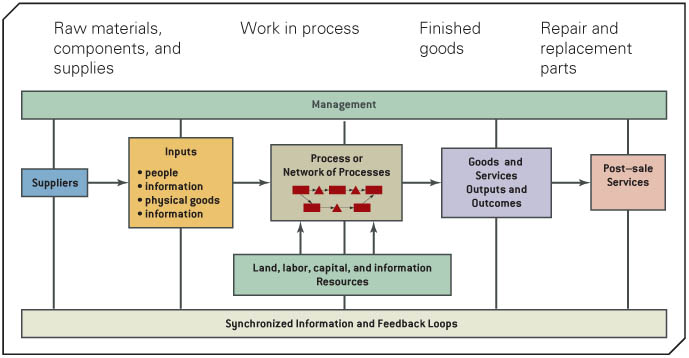 Raw materials,
components, and
supplies
Work in process
Finished
goods
Repair and
replacement
parts
Management
Suppliers
Inputs
• people
• information
• physical goods
• information
Process or
Network of Processes
Goods and
Services
Outputs and
Outcomes
Post–sale
Services
Land, labor, capital, and information
Resources
Synchronized Information and Feedback Loops